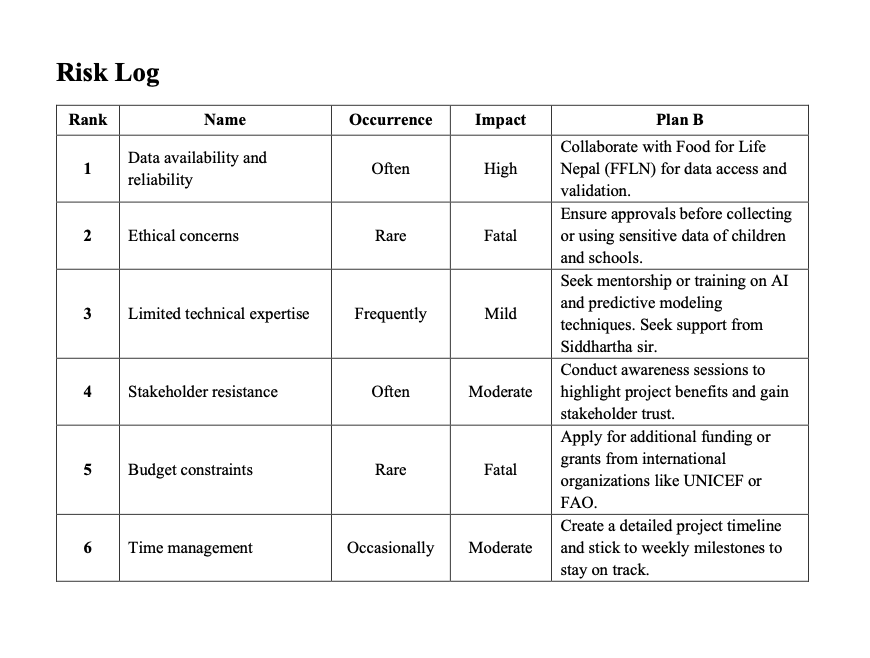 Risk Log
Rank Name Occurrence Impact Plan B
1 Data availability and reliability Often High Collaborate with Food for Life
Nepal (FFLN) for data access and
validation.
2 Ethical concerns Rare Fatal Ensure approvals before collecting
or using sensitive data of children
and schools.
3 Limited technical expertise Frequently Mild Seek mentorship or training on AI
and predictive modeling
techniques. Seek support from
Siddhartha sir.
4 Stakeholder resistance Often Moderate Conduct awareness sessions to
highlight project benefits and gain
stakeholder trust.
5 Budget constraints Rare Fatal Apply for additional funding or
grants from international
organizations like UNICEF or
FAO.
6 Time management Occasionally Moderate Create a detailed project timeline
and stick to weekly milestones to
stay on track.